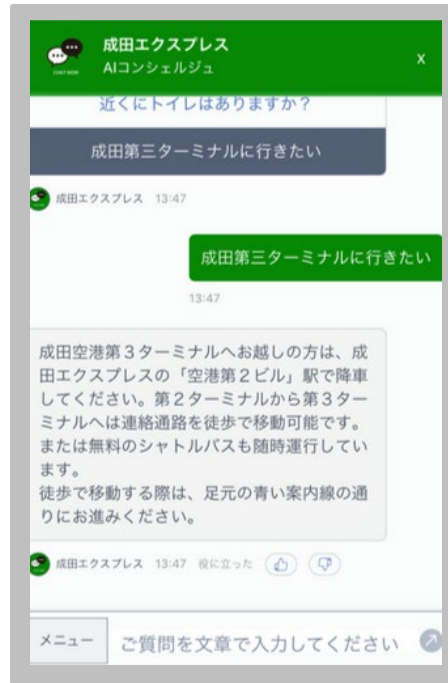 成田エクスプレス
AIコンシェルジュ
CHAT NOW
x
近くにトイレはありますか？
成田第三ターミナルに行きたい
成田エクスプレス 13:47
成田第三ターミナルに行きたい
13:47
成田空港第３ターミナルへお越しの方は、成
田エクスプレスの「空港第２ビル」駅で降車
してください。第２ターミナルから第３ター
ミナルへは連絡通路を徒歩で移動可能です。
または無料のシャトルバスも随時運行してい
ます。
徒歩で移動する際は、足元の青い案内線の通
りにお進みください。
成田エクスプレス 13:47 役に立った
メニュー ご質問を文章で入力してください